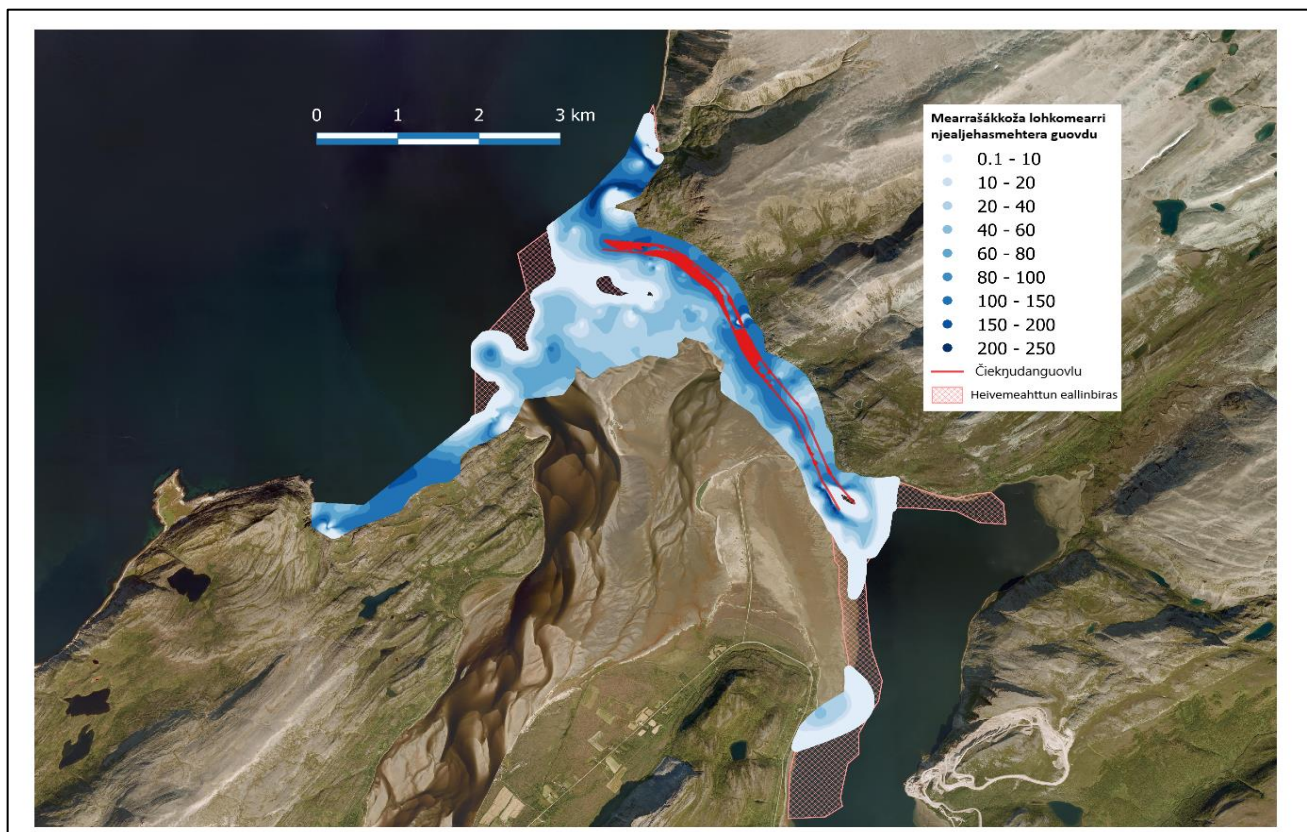 0 1 2 3 km
Mearrašákkoža lohkomearri
njealjehasmehtera guovdu
0.1 - 10
10 - 20
20 - 40
40 - 60
60 - 80
80 - 100
100 - 150
150 - 200
200 - 250
Čiekŋudanguovlu
Heivemeahttun eallinbiras